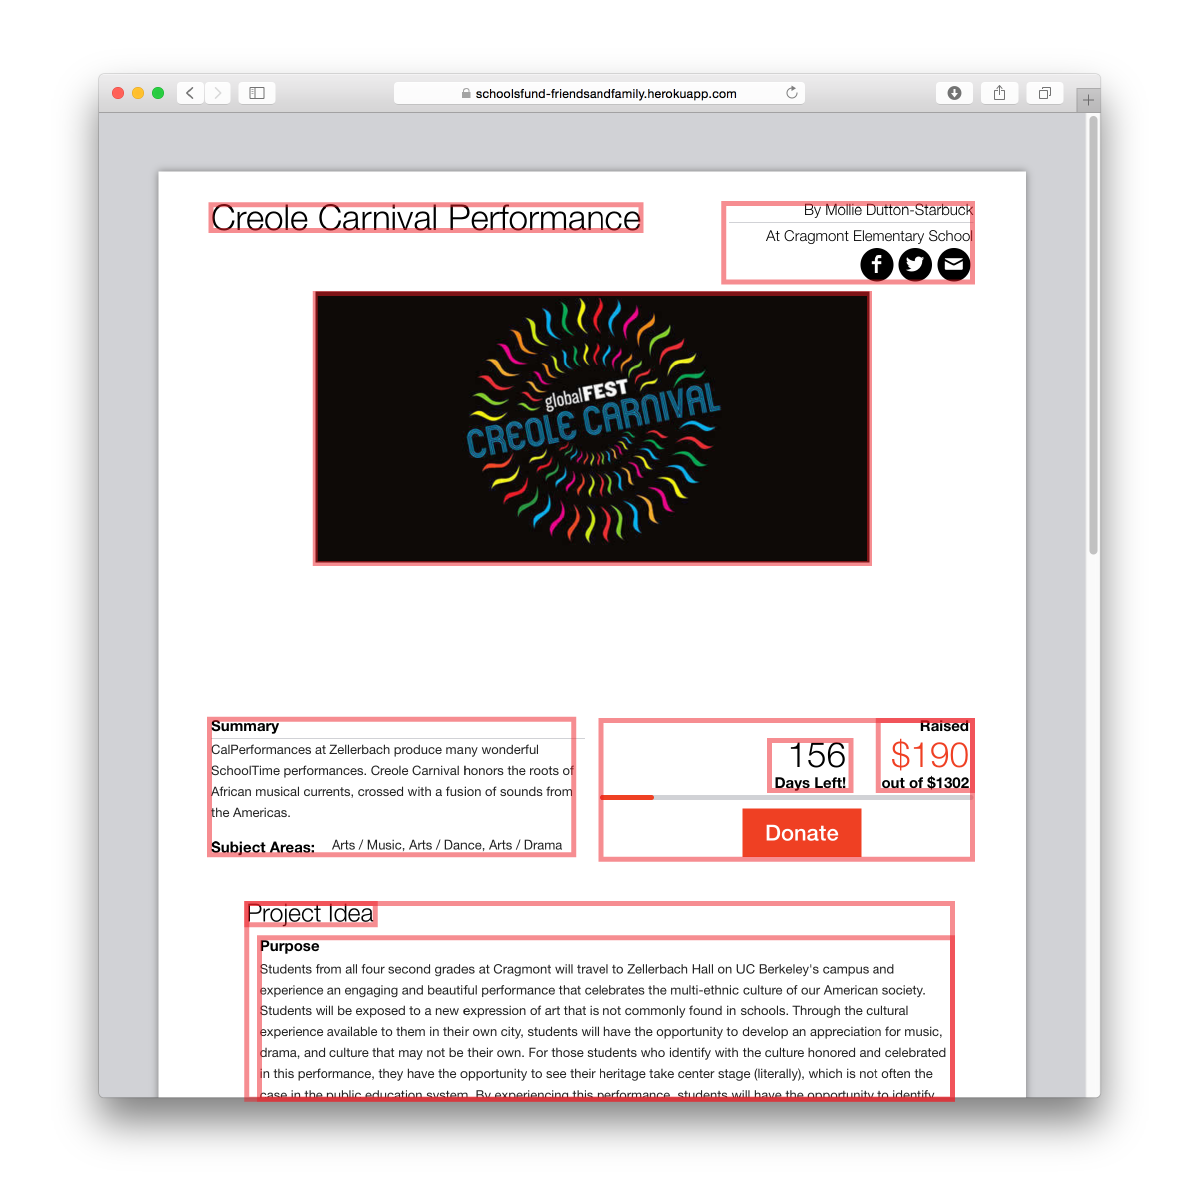 schoolsfund-friendsandfamily.herokuapp.com
Creole Carnival Performance
By Mollie Dutton-Starbuck
At Cragmont Elementary School
globalFEST
CREOLE CARNIVAL
Summary
CalPerformances at Zellerbach produce many wonderful
SchoolTime performances. Creole Carnival honors the roots of
African musical currents, crossed with a fusion of sounds from
the Americas.
Subject Areas: Arts / Music, Arts / Dance, Arts / Drama
Raised
156 $190
Days Left! out of $1302
Donate
Project Idea
Purpose
Students from all four second grades at Cragmont will travel to Zellerbach Hall on UC Berkeley's campus and
experience an engaging and beautiful performance that celebrates the multi-ethnic culture of our American society.
Students will be exposed to a new expression of art that is not commonly found in schools. Through the cultural
experience available to them in their own city, students will have the opportunity to develop an appreciation for music,
drama, and culture that may not be their own. For those students who identify with the culture honored and celebrated
in this performance, they have the opportunity to see their heritage take center stage (literally), which is not often the
case in the public education system. By experiencing this performance, students will have the opportunity to identify